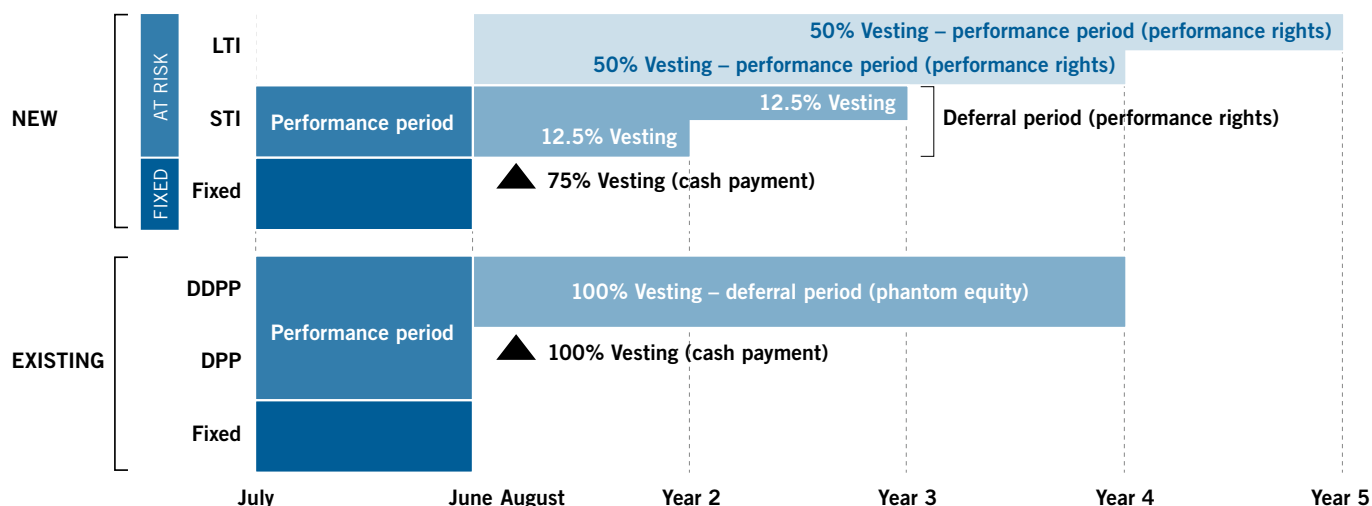 NEW
AT RISK
FIXED
LTI
50% Vesting – performance period (performance rights)
50% Vesting – performance period (performance rights)
STI
Performance period
12.5% Vesting
12.5% Vesting
Deferral period (performance rights)
Fixed
75% Vesting (cash payment)
EXISTING
DDPP
Performance period
100% Vesting – deferral period (phantom equity)
DPP
100% Vesting (cash payment)
Fixed
July June August Year 2 Year 3 Year 4 Year 5